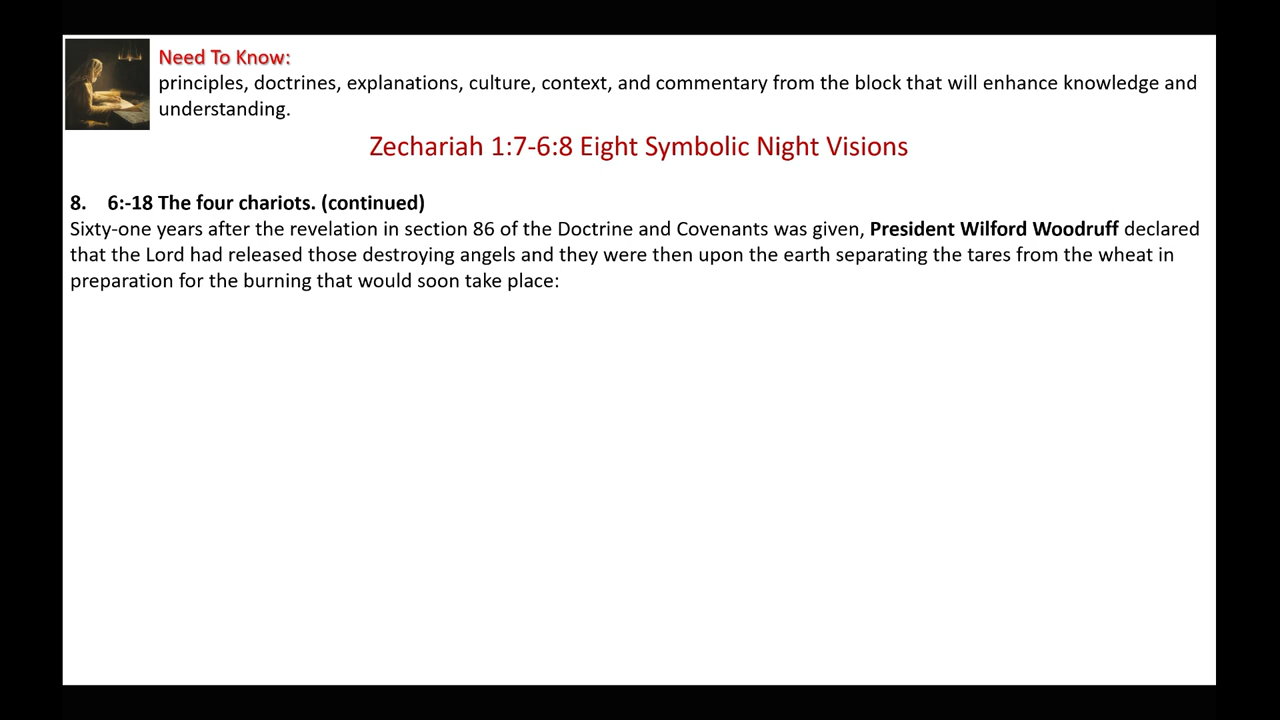 Need To Know:
principles, doctrines, explanations, culture, context, and commentary from the block that will enhance knowledge and
understanding.
Zechariah 1:7-6:8 Eight Symbolic Night Visions
8. 6:-18 The four chariots. (continued)
Sixty-one years after the revelation in section 86 of the Doctrine and Covenants was given, President Wilford Woodruff declared
that the Lord had released those destroying angels and they were then upon the earth separating the tares from the wheat in
preparation for the burning that would soon take place: